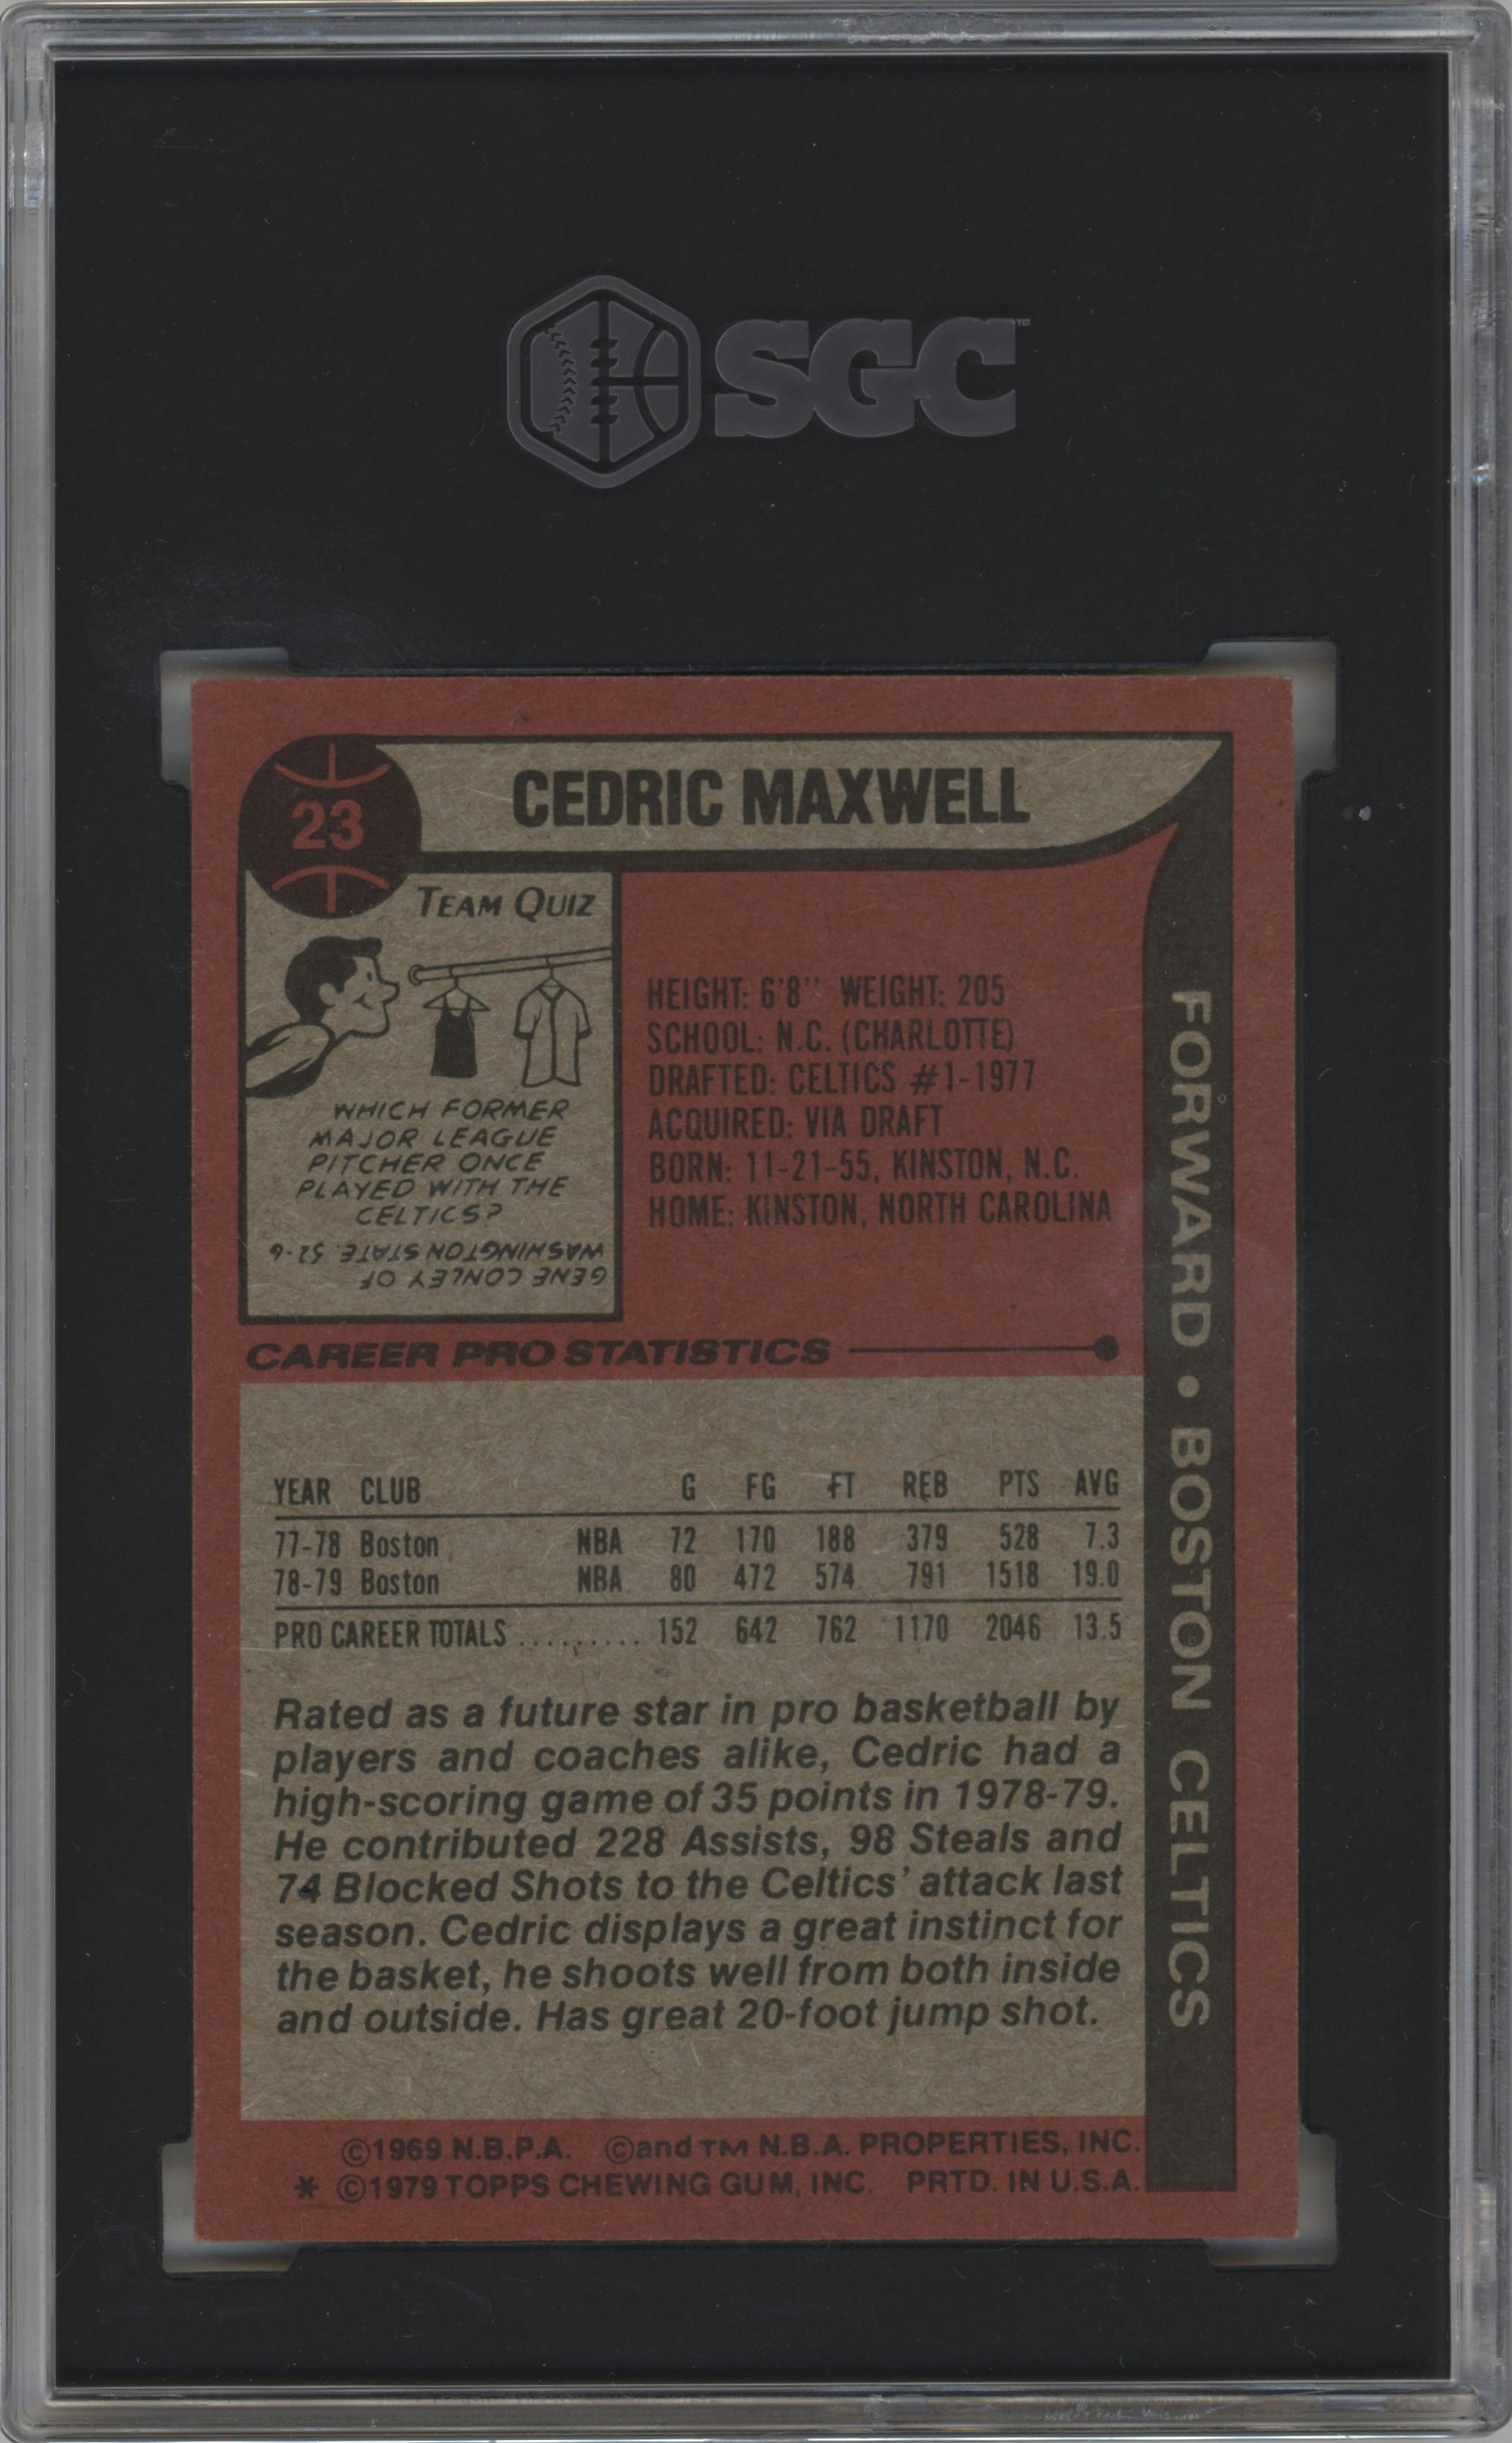 SGC™
23
CEDRIC MAXWELL
TEAM QUIZ
WHICH FORMER
MAJOR LEAGUE
PITCHER ONCE
PLAYED WITH THE
CELTICS?
GENE CONLEY OF
WASHINGTON STATE. 52-6
HEIGHT: 6'8'' WEIGHT: 205
SCHOOL: N.C. (CHARLOTTE)
DRAFTED: CELTICS #1-1977
ACQUIRED: VIA DRAFT
BORN: 11-21-55, KINSTON, N.C.
HOME: KINSTON, NORTH CAROLINA
FORWARD • BOSTON CELTICS
CAREER PRO STATISTICS
YEAR CLUB G FG FT REB PTS AVG
77-78 Boston NBA 72 170 188 379 528 7.3
78-79 Boston NBA 80 472 574 791 1518 19.0
PRO CAREER TOTALS ......... 152 642 762 1170 2046 13.5
Rated as a future star in pro basketball by
players and coaches alike, Cedric had a
high-scoring game of 35 points in 1978-79.
He contributed 228 Assists, 98 Steals and
74 Blocked Shots to the Celtics' attack last
season. Cedric displays a great instinct for
the basket, he shoots well from both inside
and outside. Has great 20-foot jump shot.
©1969 N.B.P.A. ©and TM N.B.A. PROPERTIES, INC.
* ©1979 TOPPS CHEWING GUM, INC. PRTD. IN U.S.A.